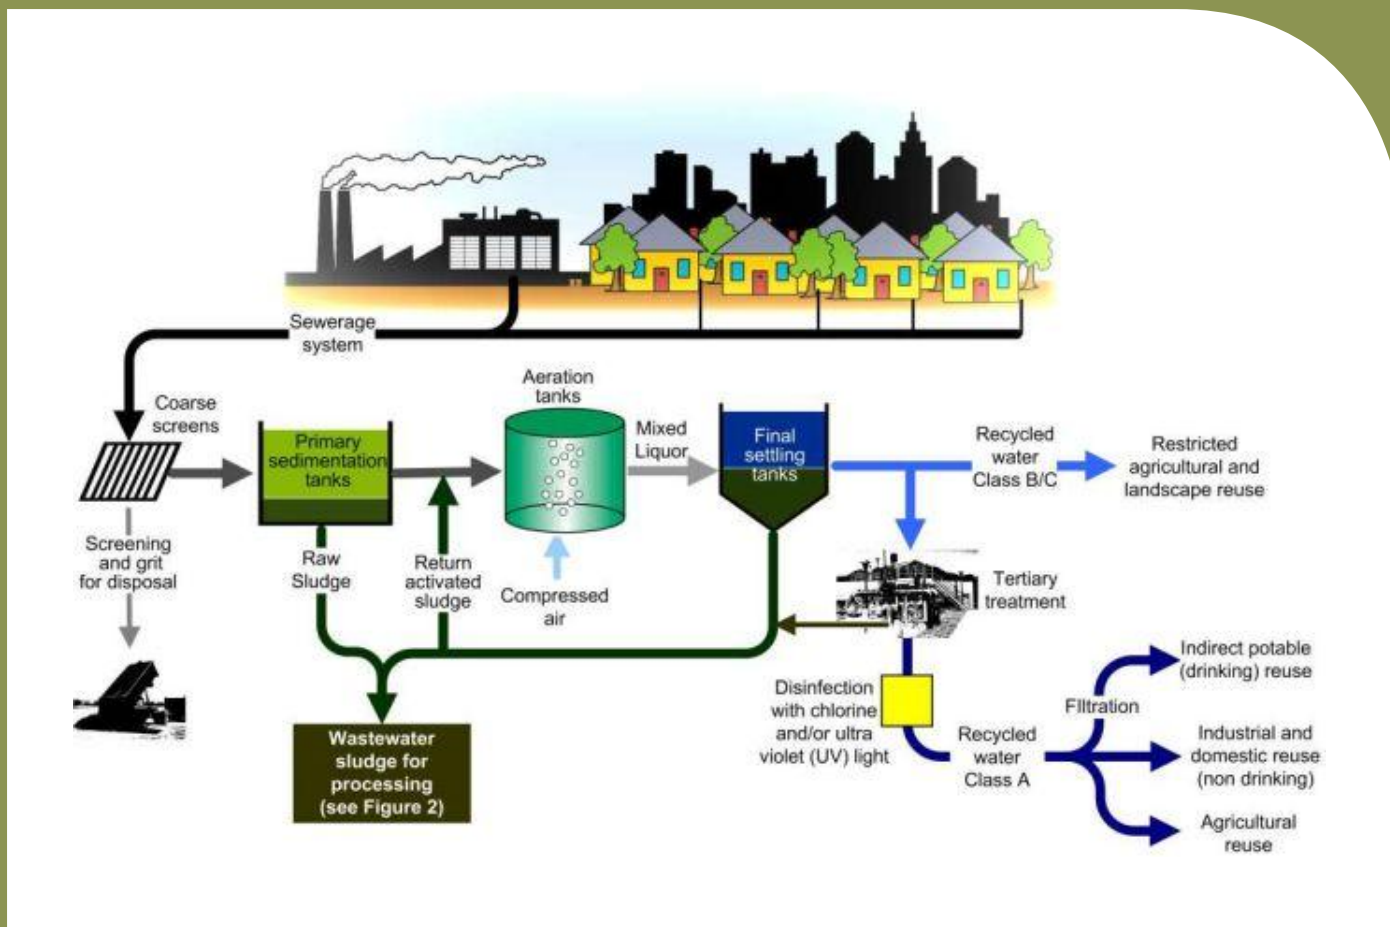 Sewerage
system
Coarse
screens
Primary
sedimentation
tanks
Aeration
tanks
Mixed
Liquor
Final
settling
tanks
Recycled
water
Class B/C
Restricted
agricultural and
landscape reuse
Screening
and grit
for disposal
Raw
Sludge
Return
activated
sludge
Compressed
air
Tertiary
treatment
Wastewater
sludge for
processing
(see Figure 2)
Disinfection
with chlorine
and/or ultra
violet (UV) light
Recycled
water
Class A
FIltration
Indirect potable
(drinking) reuse
Industrial and
domestic reuse
(non drinking)
Agricultural
reuse